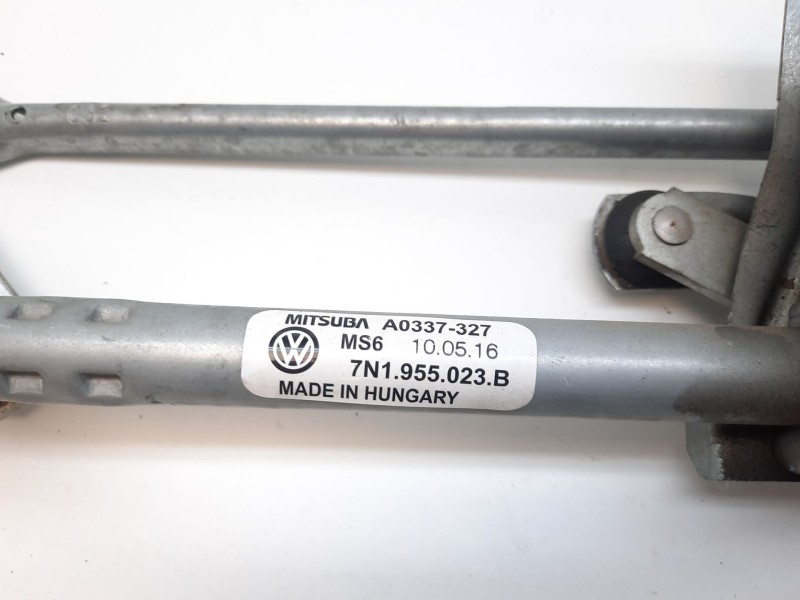 MITSUBA A0337-327
MS6 10.05.16
7N1.955.023.B
MADE IN HUNGARY